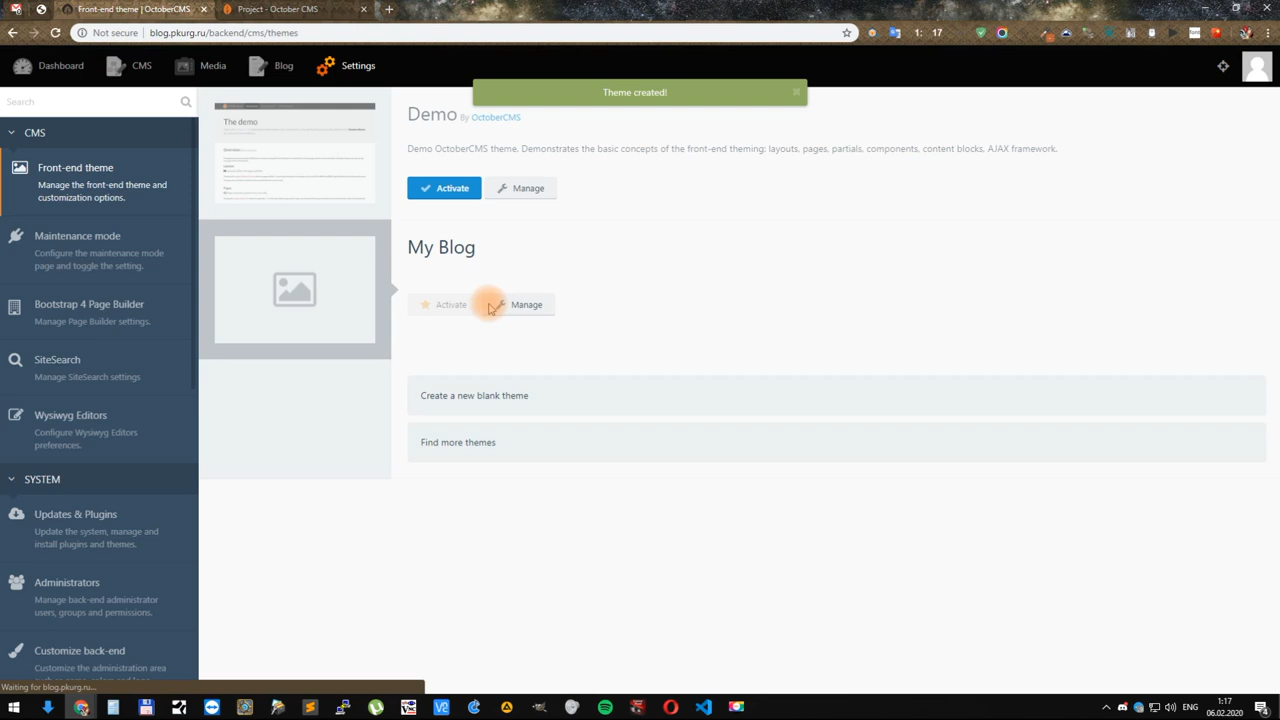 Front-end theme | OctoberCMS
Project - October CMS
Not secure
blog.pkurg.ru/backend/cms/themes
1: 17
Dashboard
CMS
Media
Blog
Settings
Theme created!
Search
CMS
Front-end theme
Manage the front-end theme and
customization options.
Maintenance mode
Configure the maintenance mode
page and toggle the setting.
Bootstrap 4 Page Builder
Manage Page Builder settings.
SiteSearch
Manage SiteSearch settings
Wysiwyg Editors
Configure Wysiwyg Editors
preferences.
SYSTEM
Updates & Plugins
Update the system, manage and
install plugins and themes.
Administrators
Manage back-end administrator
users, groups and permissions.
Customize back-end
Customize the administration area
The demo
Demo By OctoberCMS
Demo OctoberCMS theme. Demonstrates the basic concepts of the front-end theming: layouts, pages, partials, components, content blocks, AJAX framework.
Activate
Manage
My Blog
Activate
Manage
Create a new blank theme
Find more themes
Waiting for blog.pkurg.ru...
ENG
1:17
06.02.2020